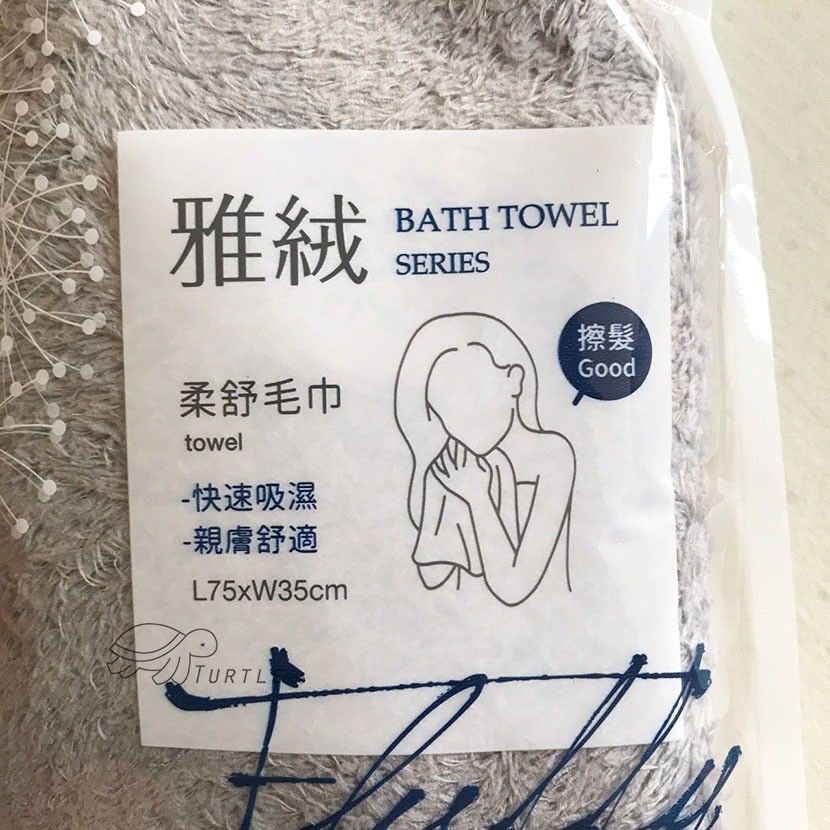 雅絨
BATH TOWEL
SERIES
擦髮
Good
柔舒毛巾
towel
-快速吸濕
-親膚舒適
L75xW35cm
TURTL
Fluffy